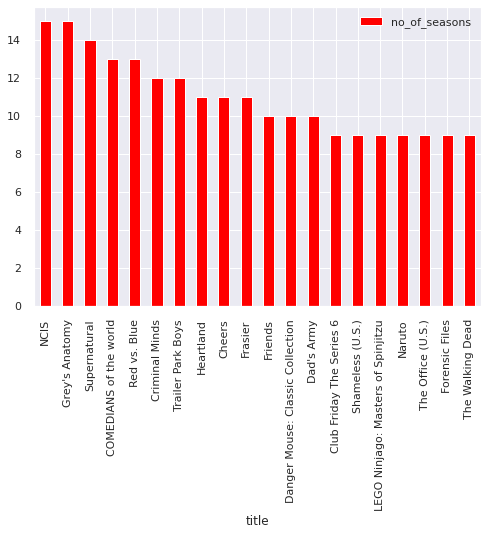 no_of_seasons
14
12
10
8
6
4
2
0
NCIS
Grey's Anatomy
Supernatural
COMEDIANS of the world
Red vs. Blue
Criminal Minds
Trailer Park Boys
Heartland
Cheers
Frasier
Friends
Danger Mouse: Classic Collection
Dad's Army
Club Friday The Series 6
Shameless (U.S.)
LEGO Ninjago: Masters of Spinjitzu
Naruto
The Office (U.S.)
Forensic Files
The Walking Dead
title